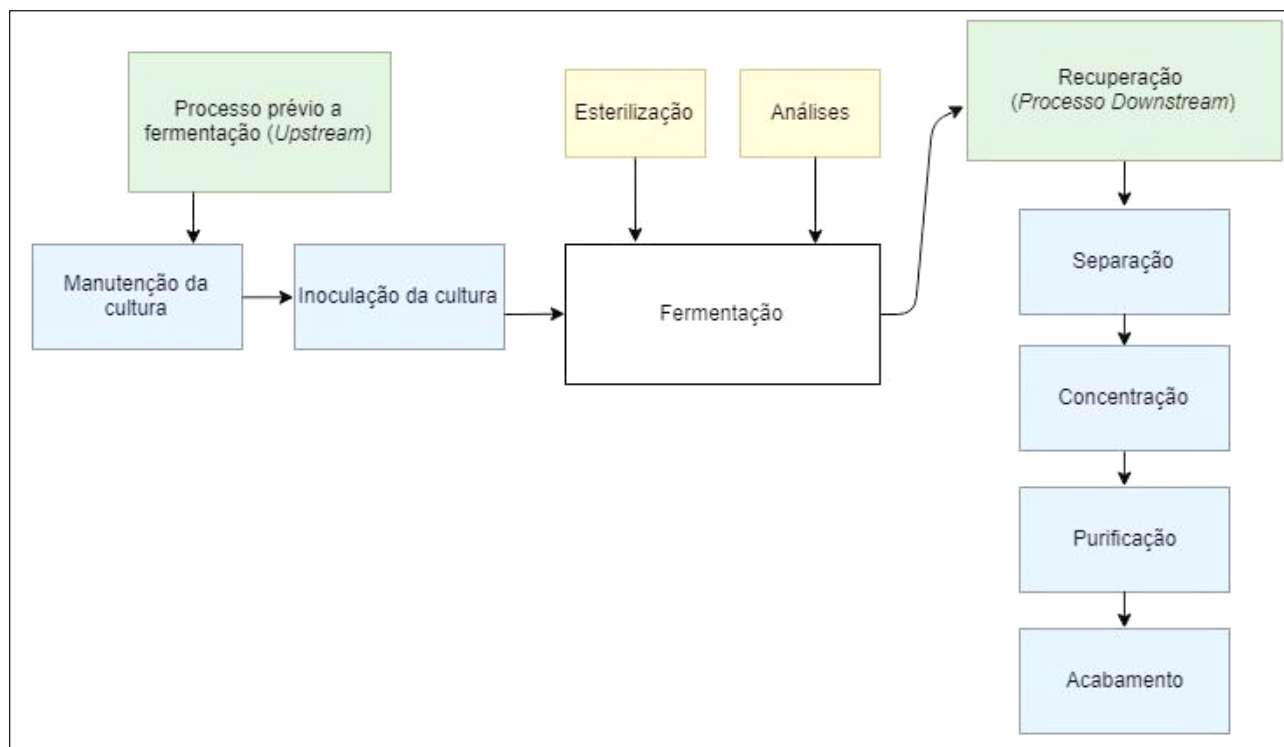 Processo prévio a
fermentação (Upstream)
Manutenção da
cultura
Inoculação da cultura
Esterilização
Análises
Fermentação
Recuperação
(Processo Downstream)
Separação
Concentração
Purificação
Acabamento